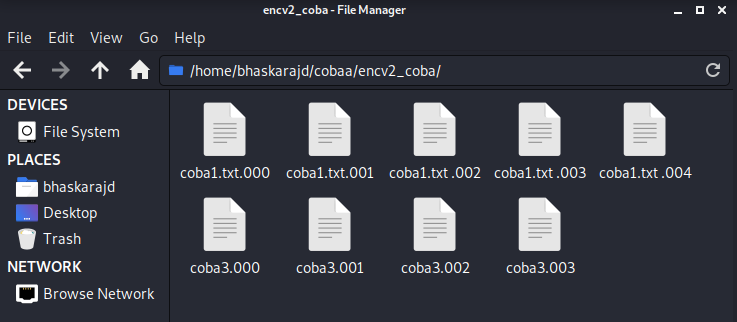 encv2_coba - File Manager
File Edit View Go Help
/home/bhaskarajd/cobaa/encv2_coba/
DEVICES
File System
PLACES
bhaskarajd
Desktop
Trash
NETWORK
Browse Network
coba1.txt.000 coba1.txt.001 coba1.txt .002 coba1.txt .003 coba1.txt .004
coba3.000 coba3.001 coba3.002 coba3.003